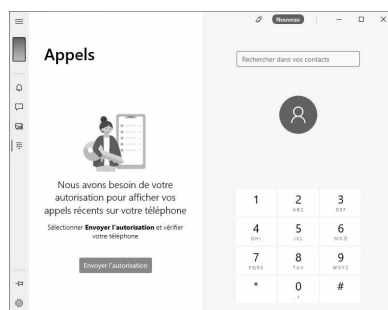 Nouveau
Appels
Rechercher dans vos contacts
Nous avons besoin de votre
autorisation pour afficher vos
appels récents sur votre téléphone
Sélectionner Envoyer l'autorisation et vérifier
votre téléphone
Envoyer l'autorisation
1 2 3
ABC DEF
4 5 6
GHI JKL MNO
7 8 9
PQRS TUV WXYZ
* 0 #
+